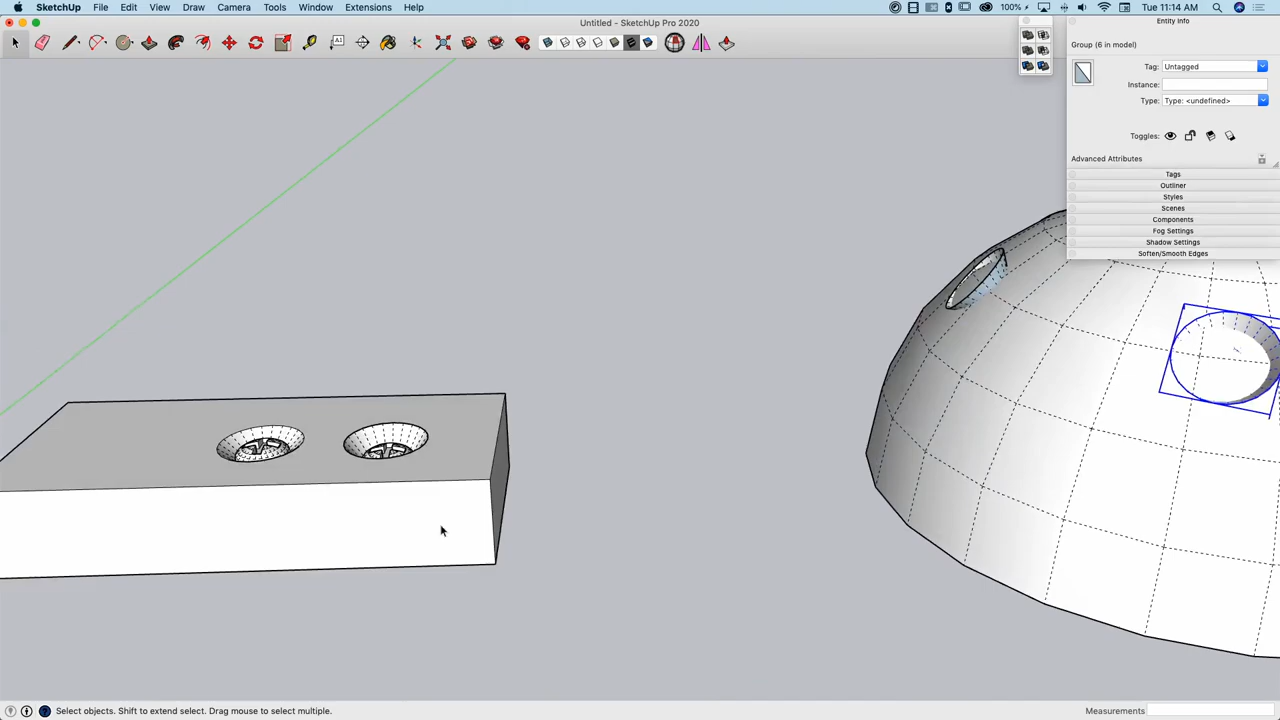 SketchUp File Edit View Draw Camera Tools Window Extensions Help 100% Tue 11:14 AM
Untitled - SketchUp Pro 2020
Entity Info
Group (6 in model)
Tag: Untagged
Instance:
Type: Type: <undefined>
Toggles:
Advanced Attributes
Tags
Outliner
Styles
Scenes
Components
Fog Settings
Shadow Settings
Soften/Smooth Edges
Select objects. Shift to extend select. Drag mouse to select multiple. Measurements